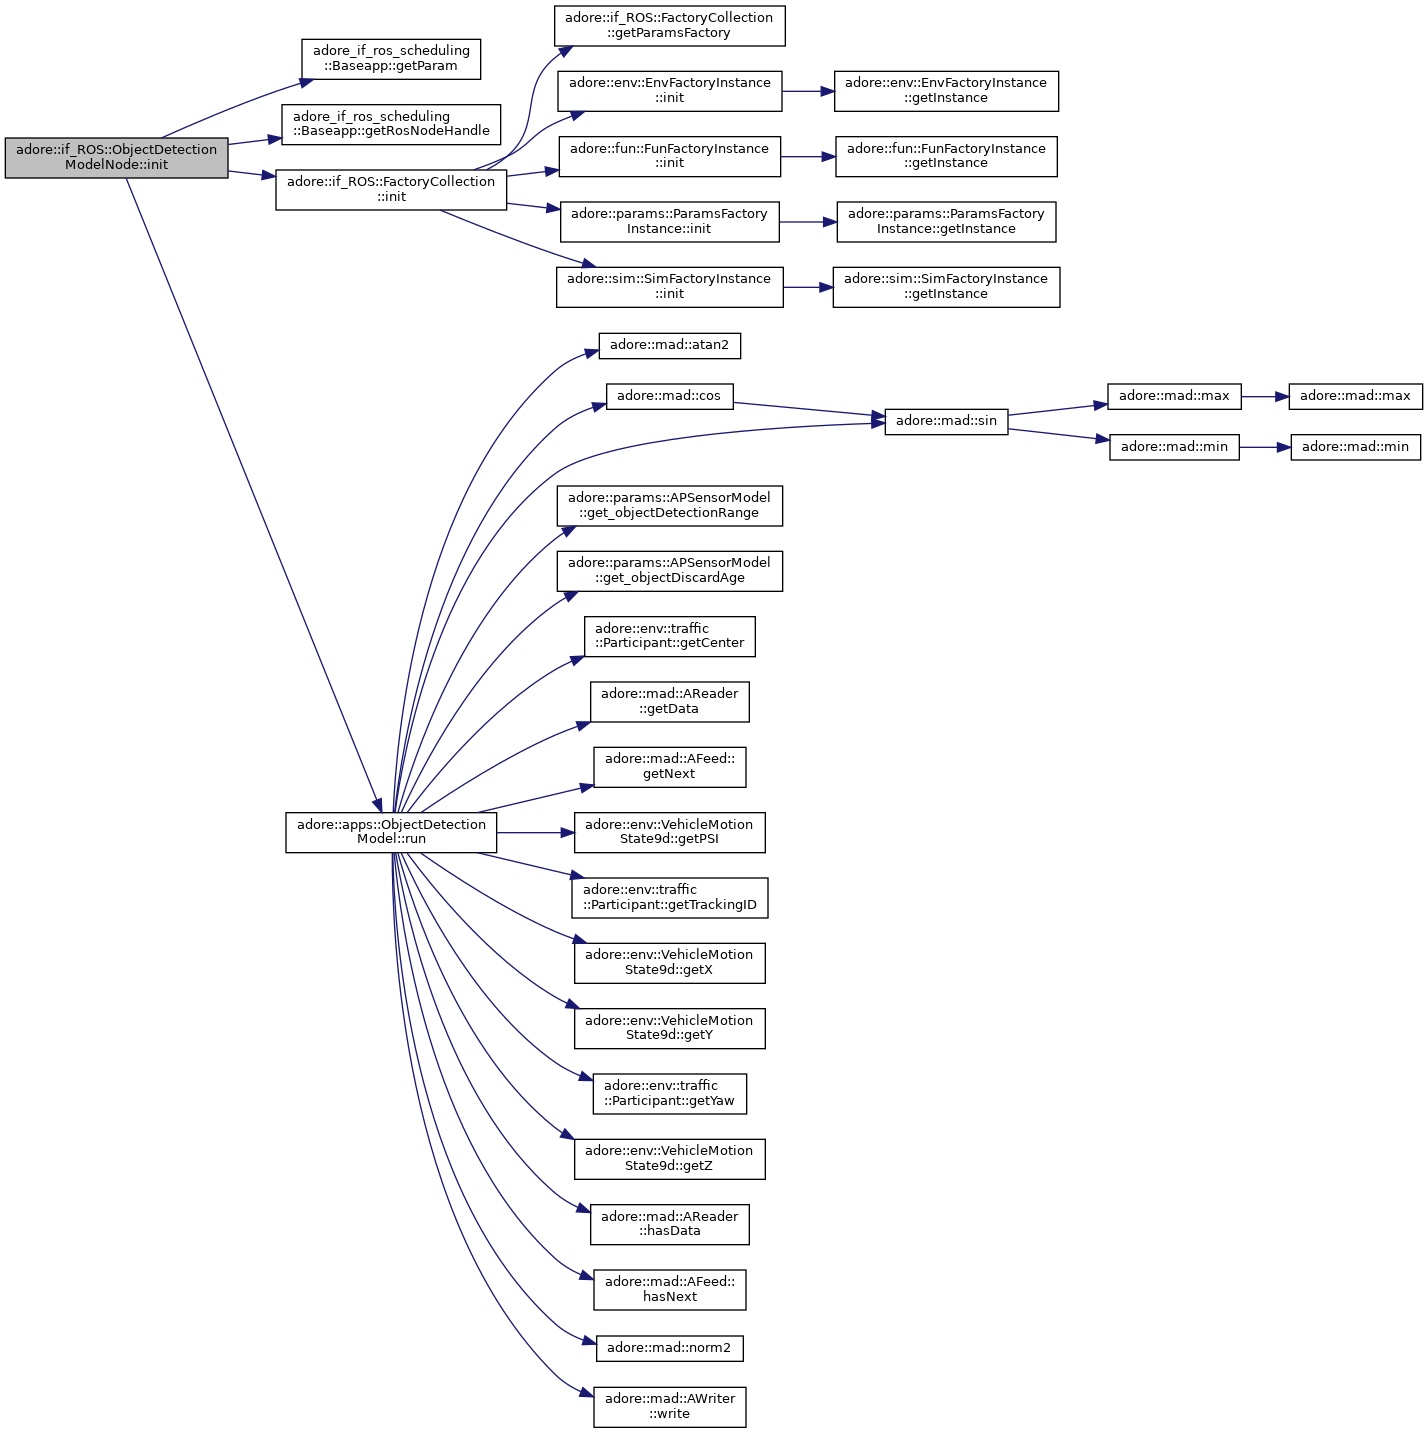 adore::if_ROS::ObjectDetection
ModelNode::init
adore_if_ros_scheduling
::Baseapp::getParam
adore_if_ros_scheduling
::Baseapp::getRosNodeHandle
adore::if_ROS::FactoryCollection
::init
adore::if_ROS::FactoryCollection
::getParamsFactory
adore::env::EnvFactoryInstance
::init
adore::env::EnvFactoryInstance
::getInstance
adore::fun::FunFactoryInstance
::init
adore::fun::FunFactoryInstance
::getInstance
adore::params::ParamsFactory
Instance::init
adore::params::ParamsFactory
Instance::getInstance
adore::sim::SimFactoryInstance
::init
adore::sim::SimFactoryInstance
::getInstance
adore::apps::ObjectDetection
Model::run
adore::mad::atan2
adore::mad::cos
adore::mad::sin
adore::mad::max
adore::mad::max
adore::mad::min
adore::mad::min
adore::params::APSensorModel
::get_objectDetectionRange
adore::params::APSensorModel
::get_objectDiscardAge
adore::env::traffic
::Participant::getCenter
adore::mad::AReader
::getData
adore::mad::AFeed::
getNext
adore::env::VehicleMotion
State9d::getPSI
adore::env::traffic
::Participant::getTrackingID
adore::env::VehicleMotion
State9d::getX
adore::env::VehicleMotion
State9d::getY
adore::env::traffic
::Participant::getYaw
adore::env::VehicleMotion
State9d::getZ
adore::mad::AReader
::hasData
adore::mad::AFeed::
hasNext
adore::mad::norm2
adore::mad::AWriter
::write